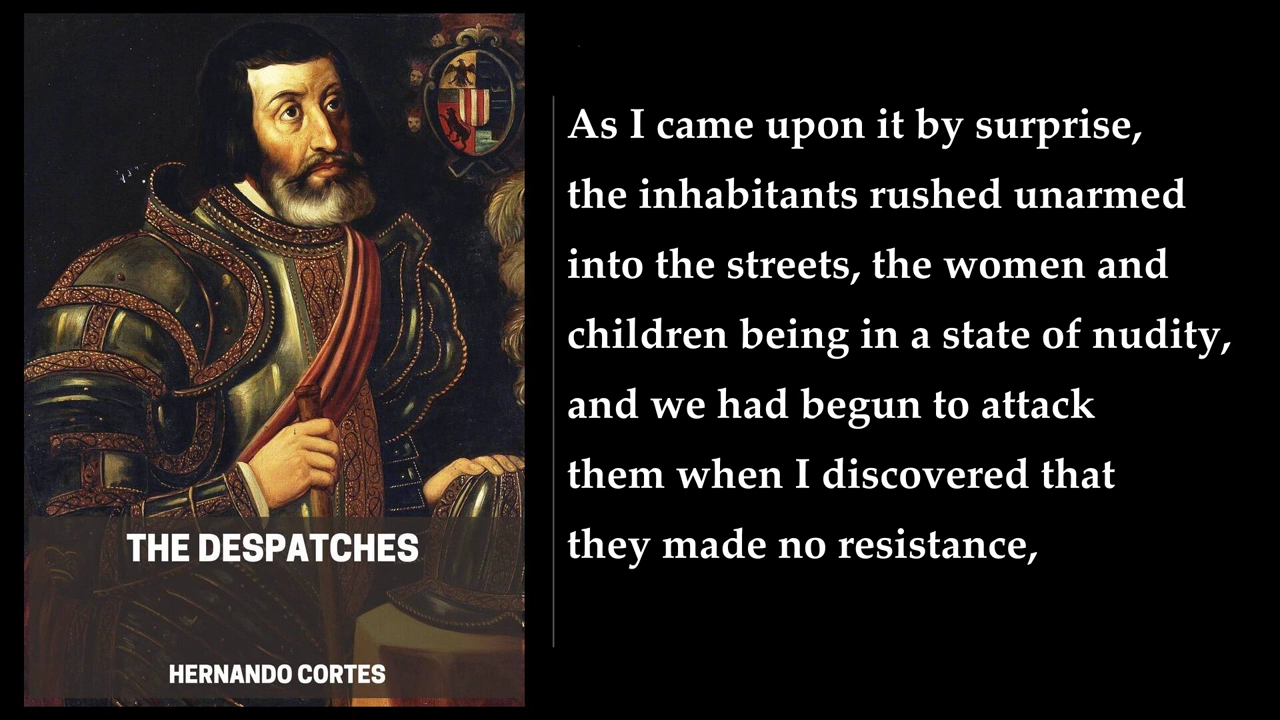 THE DESPATCHES
HERNANDO CORTES
As I came upon it by surprise,
the inhabitants rushed unarmed
into the streets, the women and
children being in a state of nudity,
and we had begun to attack
them when I discovered that
they made no resistance,